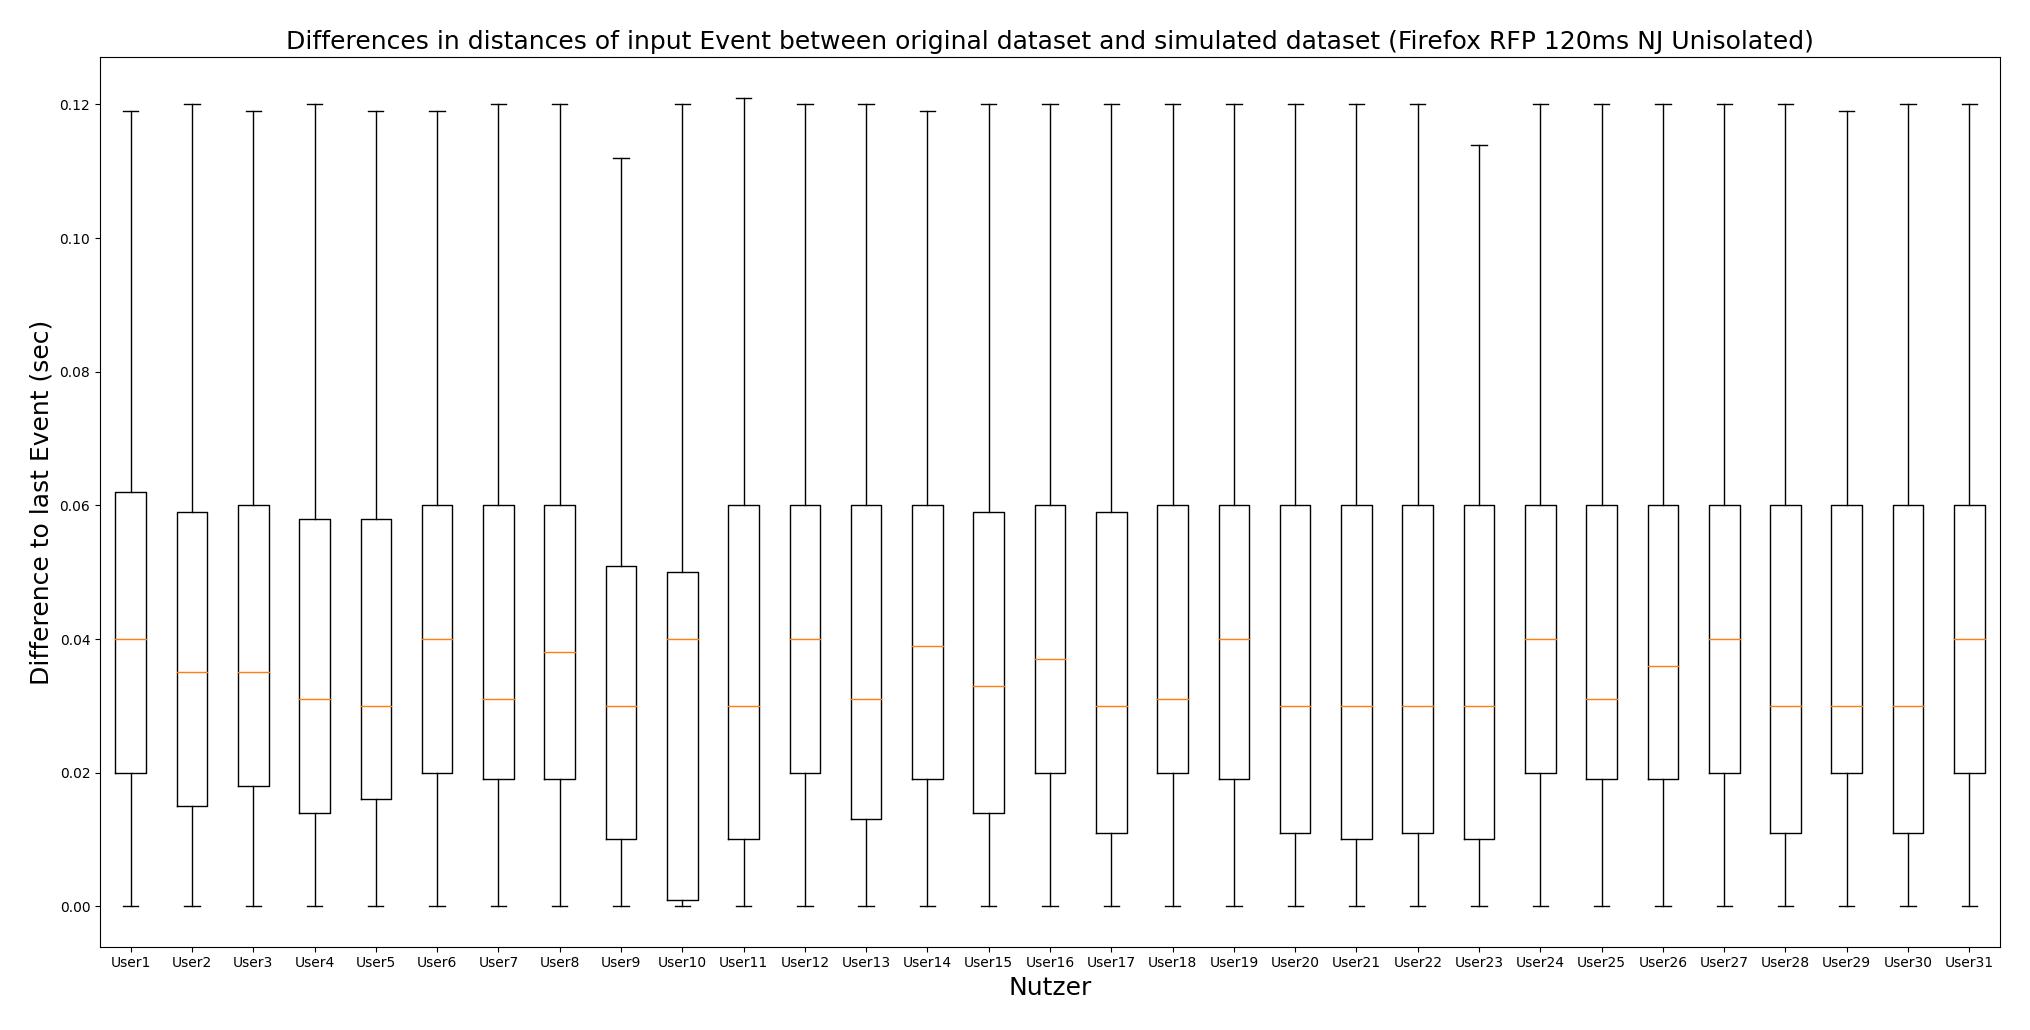 Differences in distances of input Event between original dataset and simulated dataset (Firefox RFP 120ms NJ Unisolated)
Difference to last Event (sec)
0.12
0.10
0.08
0.06
0.04
0.02
0.00
User1 User2 User3 User4 User5 User6 User7 User8 User9 User10 User11 User12 User13 User14 User15 User16 User17 User18 User19 User20 User21 User22 User23 User24 User25 User26 User27 User28 User29 User30 User31
Nutzer